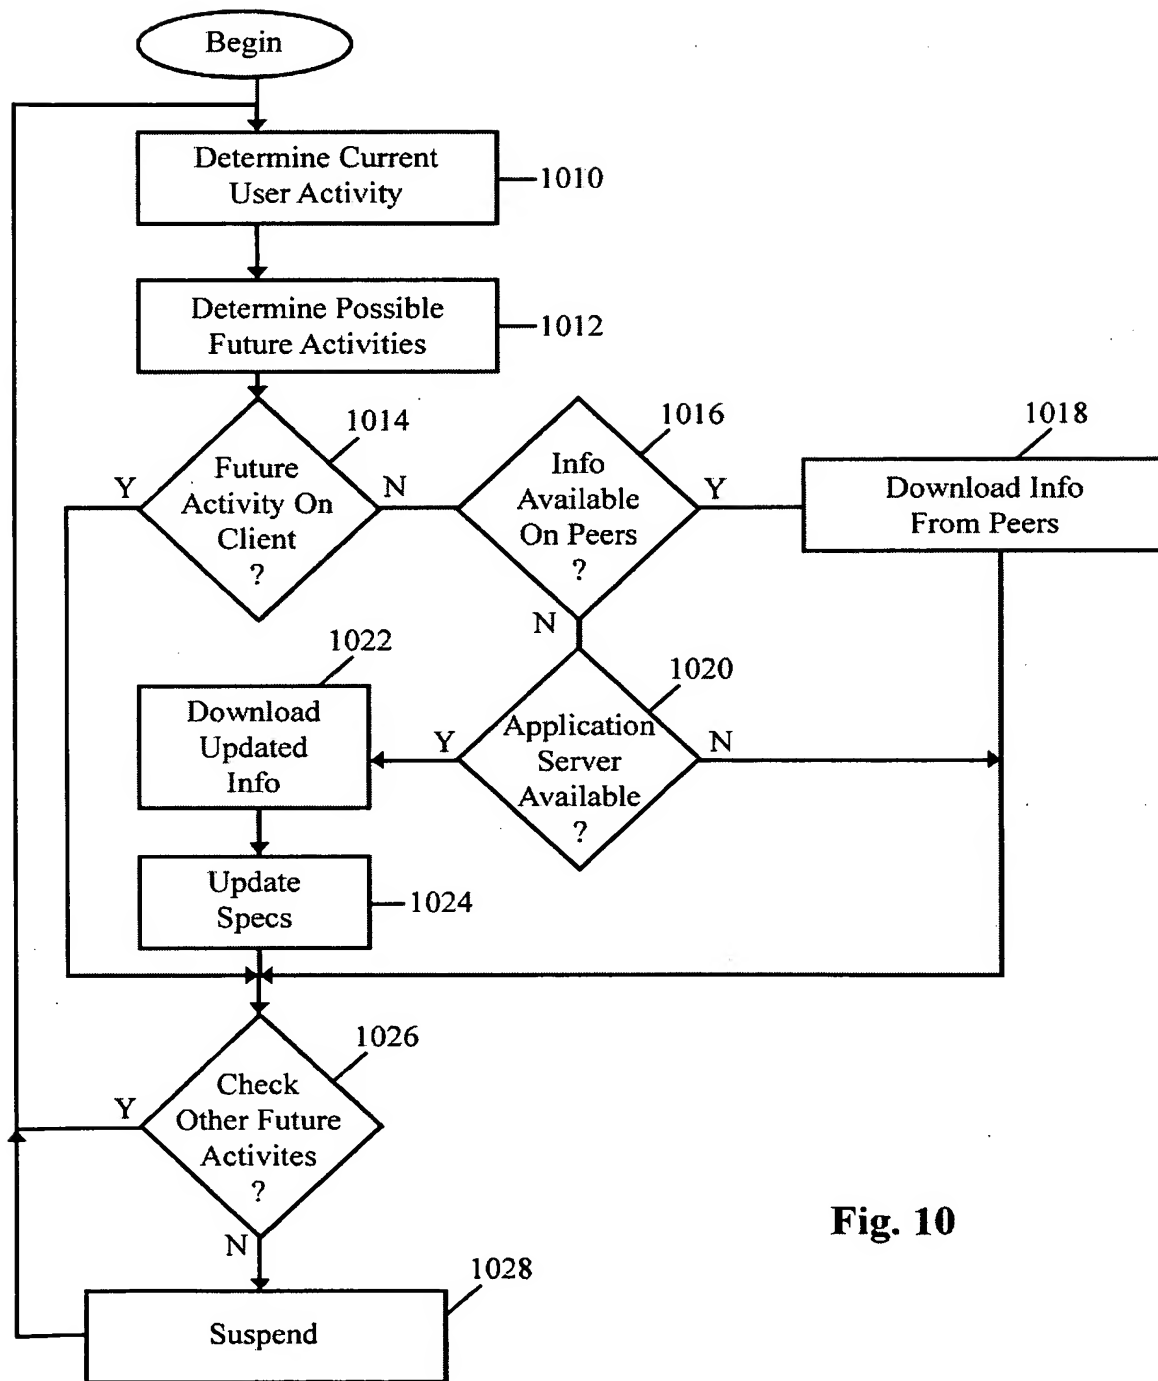 Begin
Determine Current
User Activity
1010
Determine Possible
Future Activities
1012
1014
Future
Activity On
Client
?
Y
N
1016
Info
Available
On Peers
?
Y
N
1018
Download Info
From Peers
1020
Application
Server
Available
?
Y
N
1022
Download
Updated
Info
Update
Specs
1024
1026
Check
Other Future
Activites
?
Y
N
1028
Suspend
Fig. 10